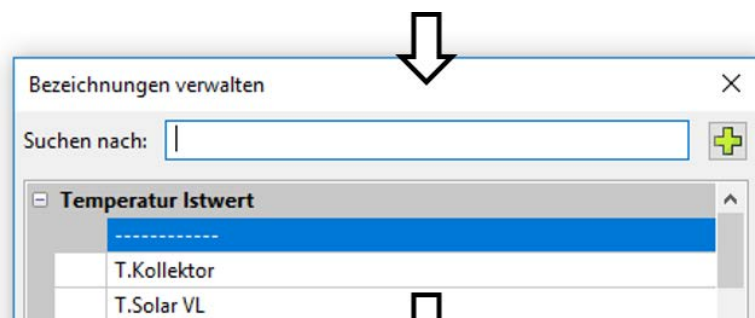 Bezeichnungen verwalten
Suchen nach:
Temperatur Istwert
------------
T.Kollektor
T.Solar VL